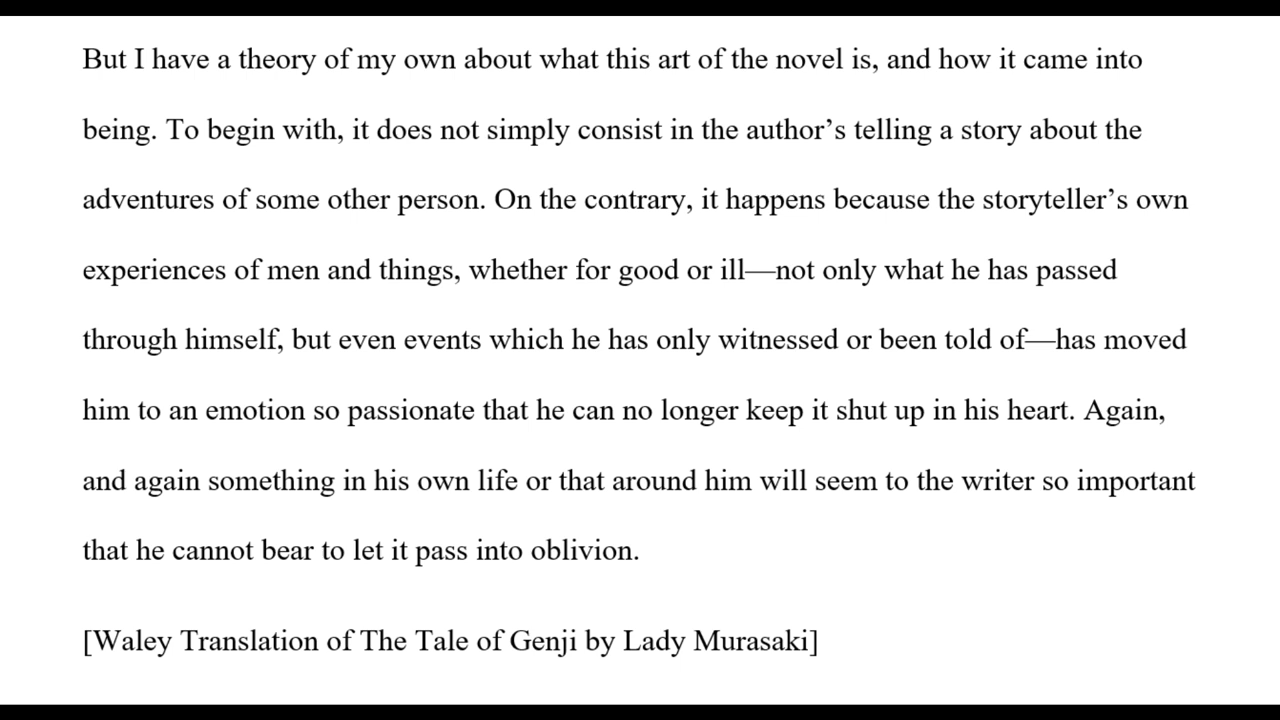 But I have a theory of my own about what this art of the novel is, and how it came into
being. To begin with, it does not simply consist in the author’s telling a story about the
adventures of some other person. On the contrary, it happens because the storyteller’s own
experiences of men and things, whether for good or ill—not only what he has passed
through himself, but even events which he has only witnessed or been told of—has moved
him to an emotion so passionate that he can no longer keep it shut up in his heart. Again,
and again something in his own life or that around him will seem to the writer so important
that he cannot bear to let it pass into oblivion.
[Waley Translation of The Tale of Genji by Lady Murasaki]